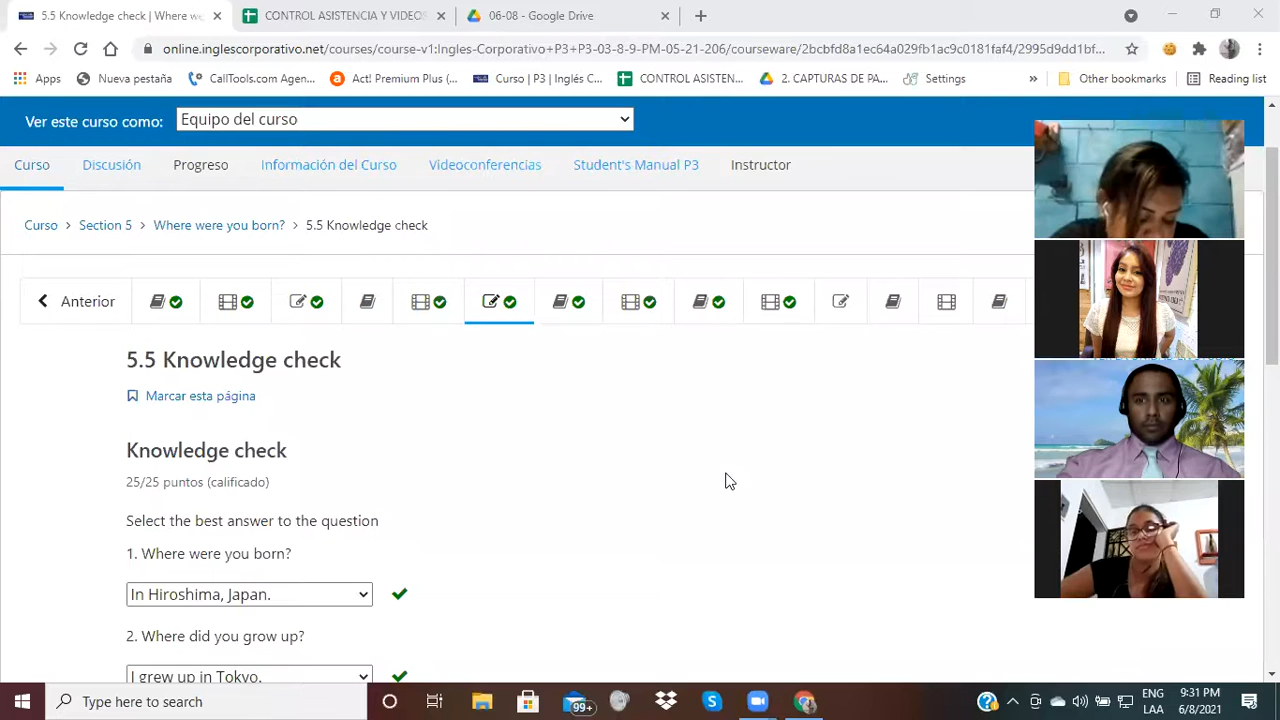 5.5 Knowledge check | Where we
CONTROL ASISTENCIA Y VIDEOS
06-08 - Google Drive
online.inglescorporativo.net/courses/course-v1:Ingles-Corporativo+P3+P3-03-8-9-PM-05-21-206/courseware/2bcbfd8a1ec64a029fb1ac9c0181faf4/2995d9dd1bf...
Apps
Nueva pestaña
CallTools.com Agen...
Act! Premium Plus (...
Curso | P3 | Inglés C...
CONTROL ASISTEN...
2. CAPTURAS DE PA...
Settings
»
Other bookmarks
Reading list
Ver este curso como:
Equipo del curso
Curso
Discusión
Progreso
Información del Curso
Videoconferencias
Student's Manual P3
Instructor
Curso > Section 5 > Where were you born? > 5.5 Knowledge check
Anterior
5.5 Knowledge check
Marcar esta página
Knowledge check
25/25 puntos (calificado)
Select the best answer to the question
1. Where were you born?
In Hiroshima, Japan.
2. Where did you grow up?
I grew up in Tokyo.
Type here to search
99+
ENG
LAA
9:31 PM
6/8/2021